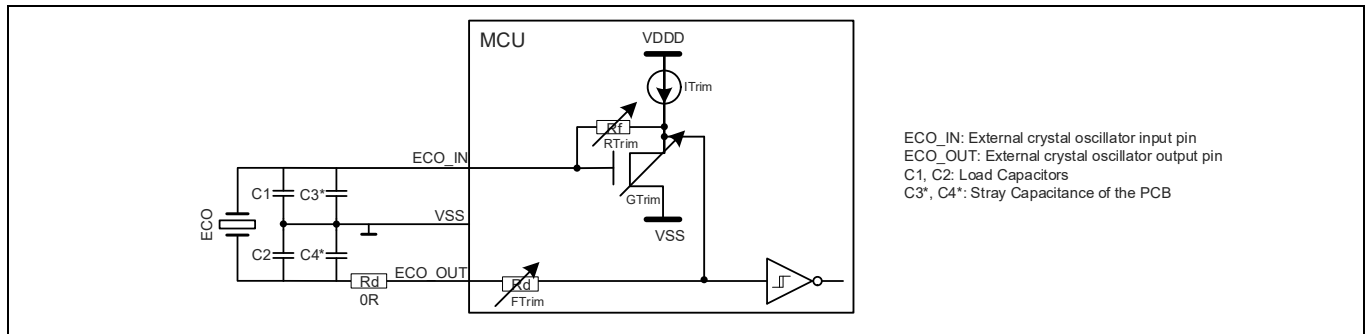 MCU
VDDD
ITrim
Rf
RTrim
ECO_IN
GTrim
C1
C3*
VSS
VSS
ECO
C2
C4*
ECO_OUT
Rd
0R
Rd
FTrim
ECO_IN: External crystal oscillator input pin
ECO_OUT: External crystal oscillator output pin
C1, C2: Load Capacitors
C3*, C4*: Stray Capacitance of the PCB